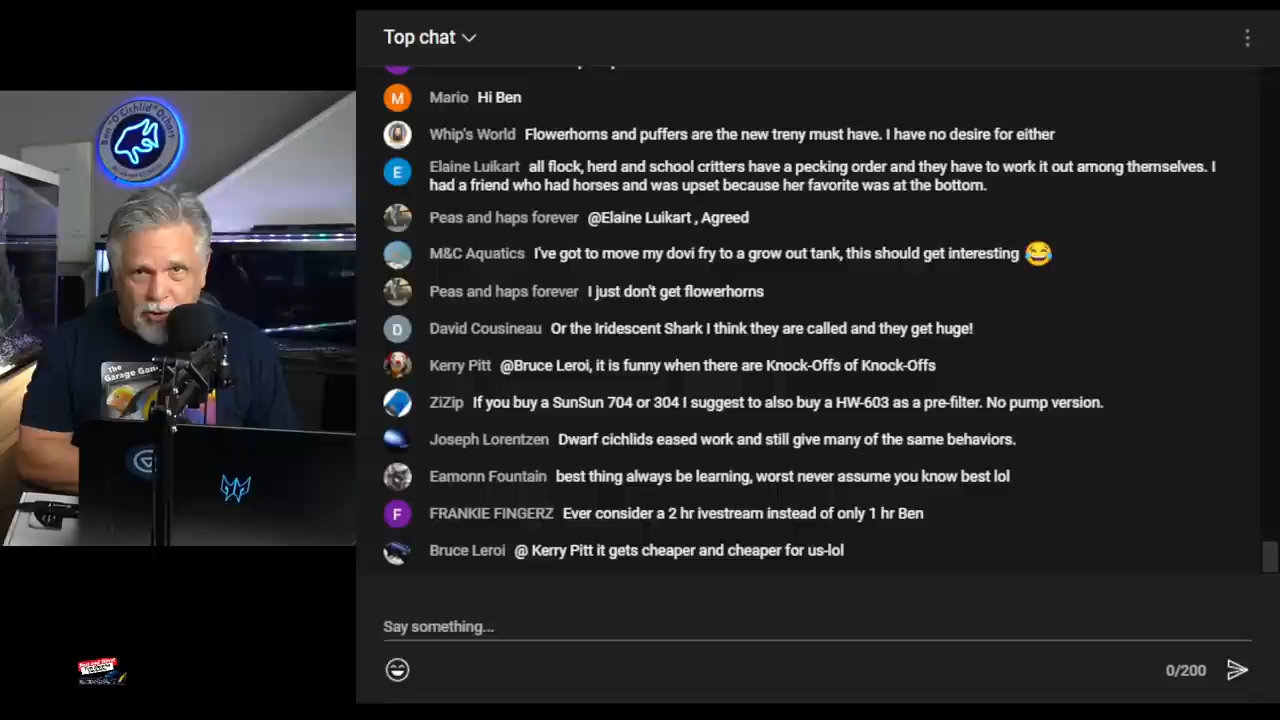 Top chat
Mario Hi Ben
Whip's World Flowerhorns and puffers are the new treny must have. I have no desire for either
Elaine Luikart all flock, herd and school critters have a pecking order and they have to work it out among themselves. I
had a friend who had horses and was upset because her favorite was at the bottom.
Peas and haps forever @Elaine Luikart , Agreed
M&C Aquatics I've got to move my dovi fry to a grow out tank, this should get interesting 😂
Peas and haps forever I just don't get flowerhorns
D David Cousineau Or the Iridescent Shark I think they are called and they get huge!
Kerry Pitt @Bruce Leroi, it is funny when there are Knock-Offs of Knock-Offs
ZiZip If you buy a SunSun 704 or 304 I suggest to also buy a HW-603 as a pre-filter. No pump version.
Joseph Lorentzen Dwarf cichlids eased work and still give many of the same behaviors.
Eamonn Fountain best thing always be learning, worst never assume you know best lol
F FRANKIE FINGERZ Ever consider a 2 hr ivestream instead of only 1 hr Ben
Bruce Leroi @ Kerry Pitt it gets cheaper and cheaper for us-lol
Say something...
0/200
M
E
Ben "O'Cichlid" Ochart
The
Garage Gan